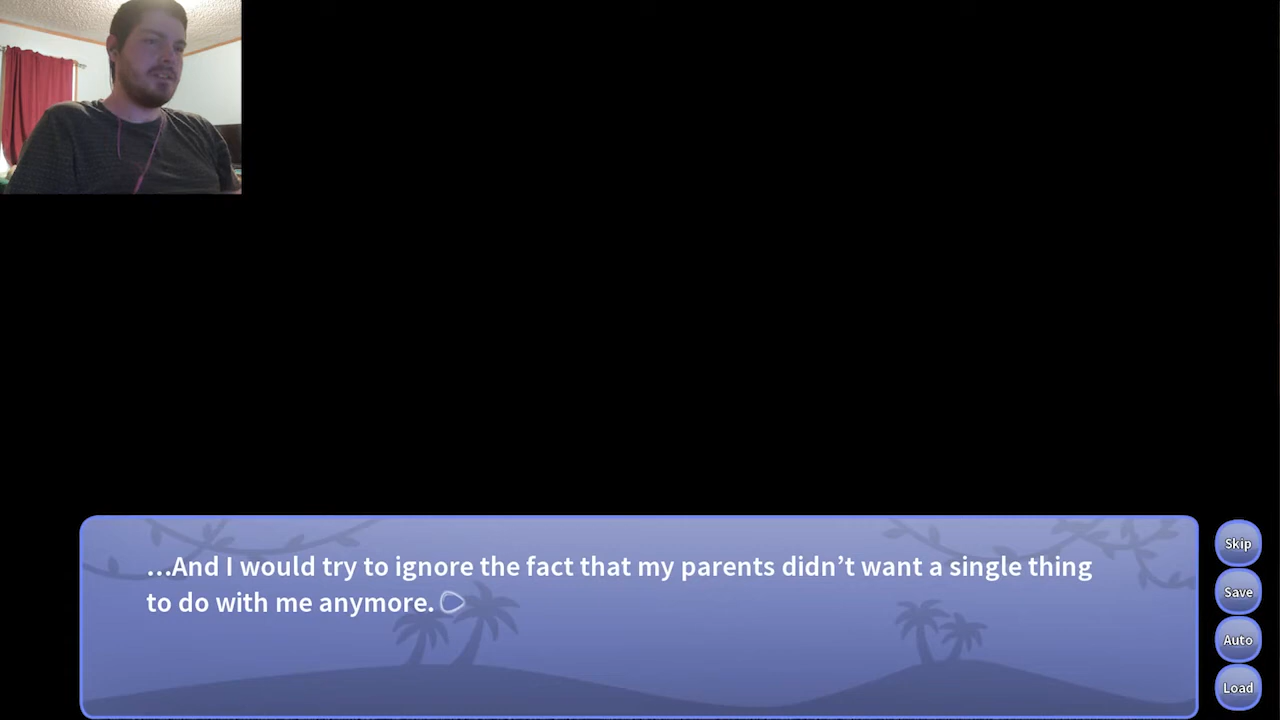 ...And I would try to ignore the fact that my parents didn’t want a single thing
to do with me anymore.
Skip
Save
Auto
Load